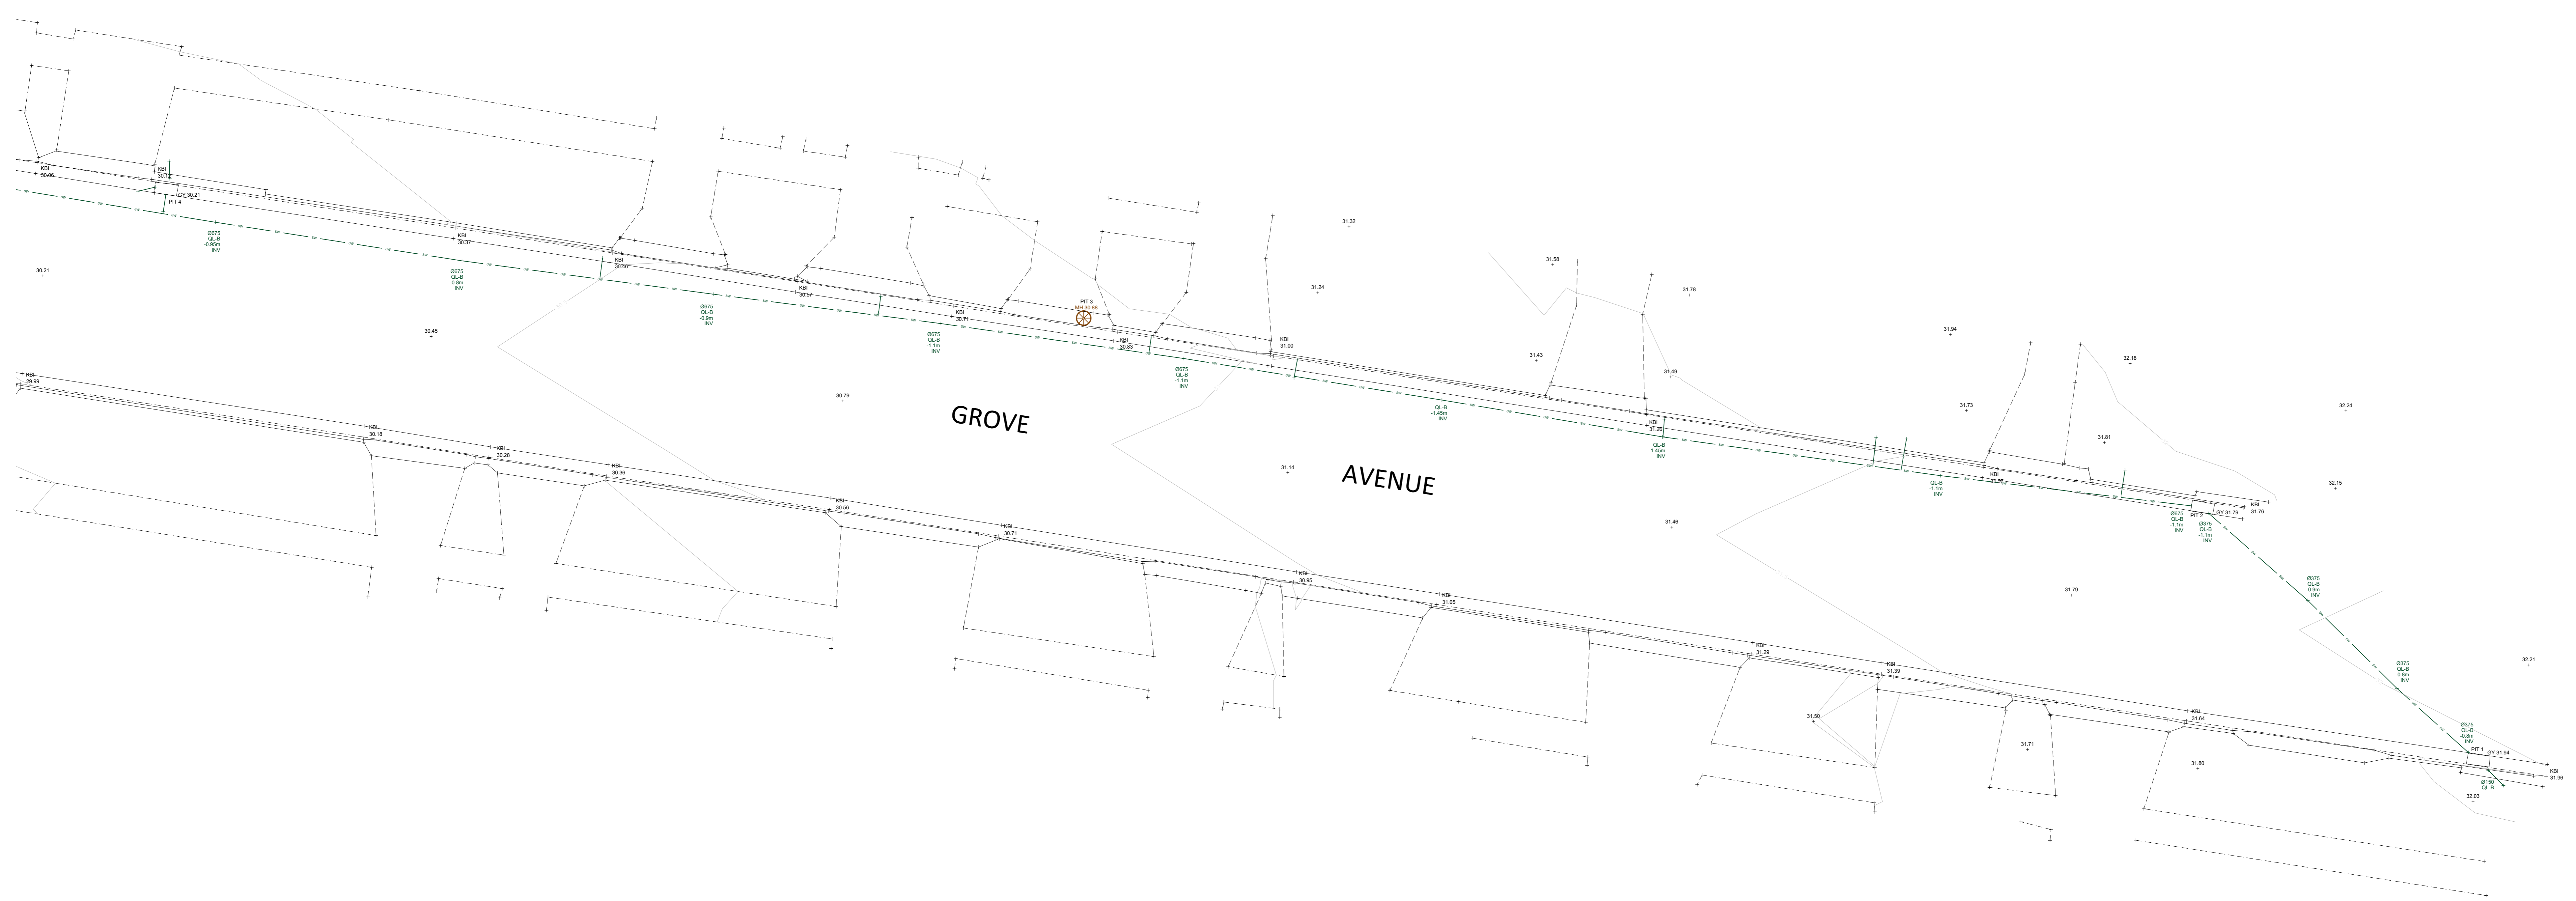 KBI
30.06
KBI
30.12
GY 30.21
PIT 4
Ø675
QL-B
-0.95m
INV
30.21
KBI
30.37
Ø675
QL-B
-0.8m
INV
KBI
30.46
Ø675
QL-B
-0.9m
INV
KBI
30.57
30.45
KBI
30.71
Ø675
QL-B
-1.1m
INV
PIT 3
MH 30.88
KBI
30.83
Ø675
QL-B
-1.1m
INV
31.32
31.24
KBI
31.00
31.58
31.43
31.78
31.49
QL-B
-1.45m
INV
KBI
31.26
QL-B
-1.45m
INV
31.94
31.73
32.18
31.81
32.24
32.15
KBI
31.57
QL-B
-1.1m
INV
PIT 2
GY 31.79
KBI
31.76
Ø675
QL-B
-1.1m
INV
Ø375
QL-B
-1.1m
INV
30.79
GROVE
AVENUE
31.14
31.46
31.79
Ø375
QL-B
-0.9m
INV
Ø375
QL-B
-0.8m
INV
32.21
Ø375
QL-B
-0.8m
INV
PIT 1
GY 31.94
KBI
31.96
Ø150
QL-B
32.03
KBI
29.99
KBI
30.18
KBI
30.28
KBI
30.36
KBI
30.56
KBI
30.71
KBI
30.95
KBI
31.05
KBI
31.29
KBI
31.39
31.50
31.71
KBI
31.64
31.80